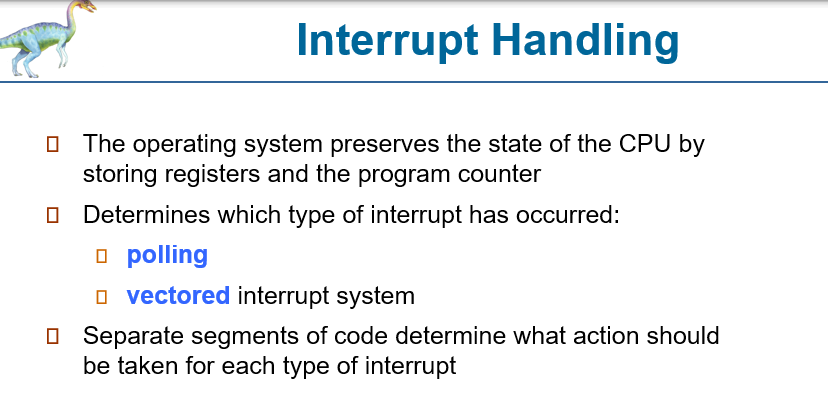 Interrupt Handling
The operating system preserves the state of the CPU by
storing registers and the program counter
Determines which type of interrupt has occurred:
polling
vectored interrupt system
Separate segments of code determine what action should
be taken for each type of interrupt